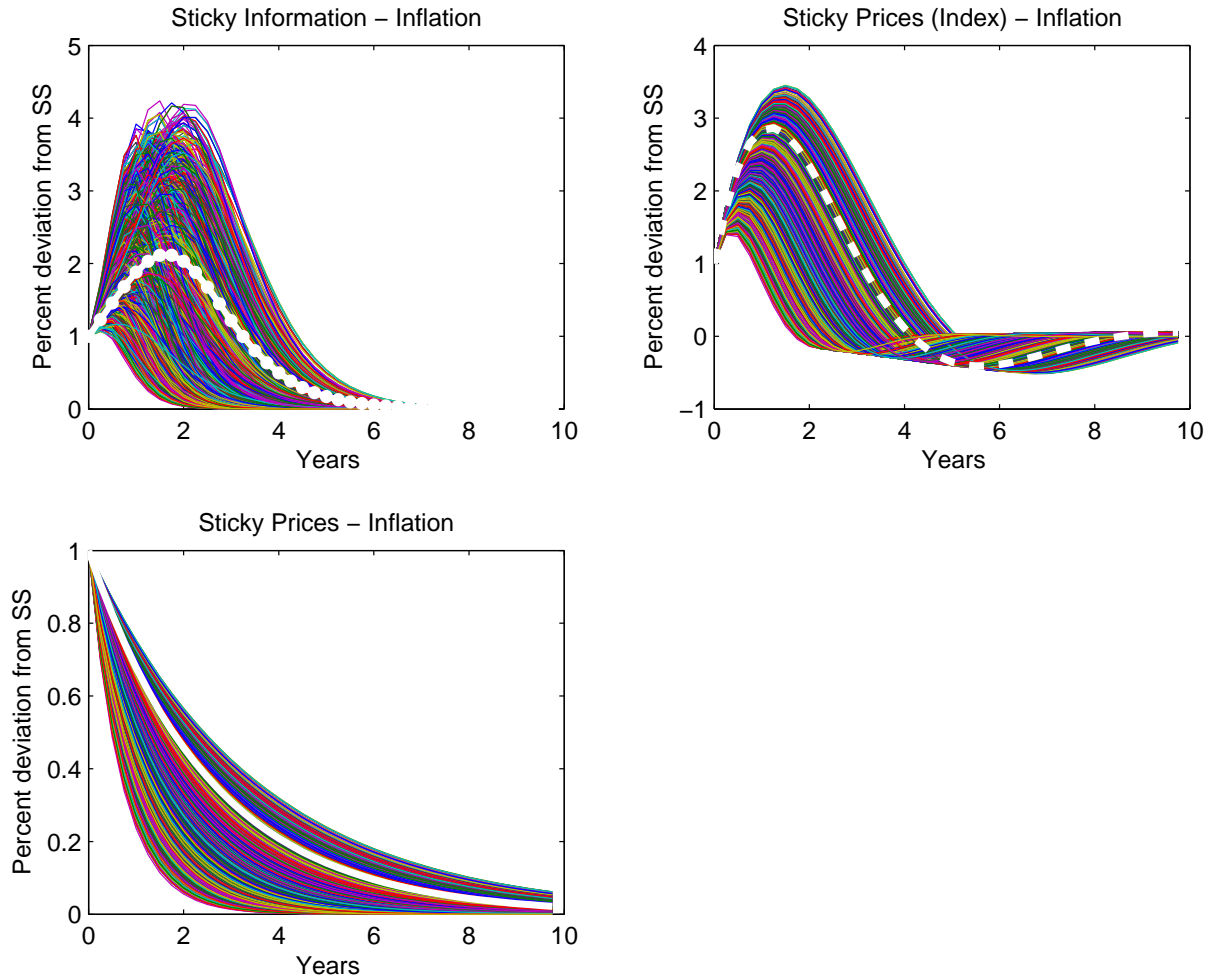 Sticky Information − Inflation
Percent deviation from SS
5
4
3
2
1
0
0 2 4 6 8 10
Years
Sticky Prices (Index) − Inflation
Percent deviation from SS
4
3
2
1
0
−1
0 2 4 6 8 10
Years
Sticky Prices − Inflation
Percent deviation from SS
1
0.8
0.6
0.4
0.2
0
0 2 4 6 8 10
Years